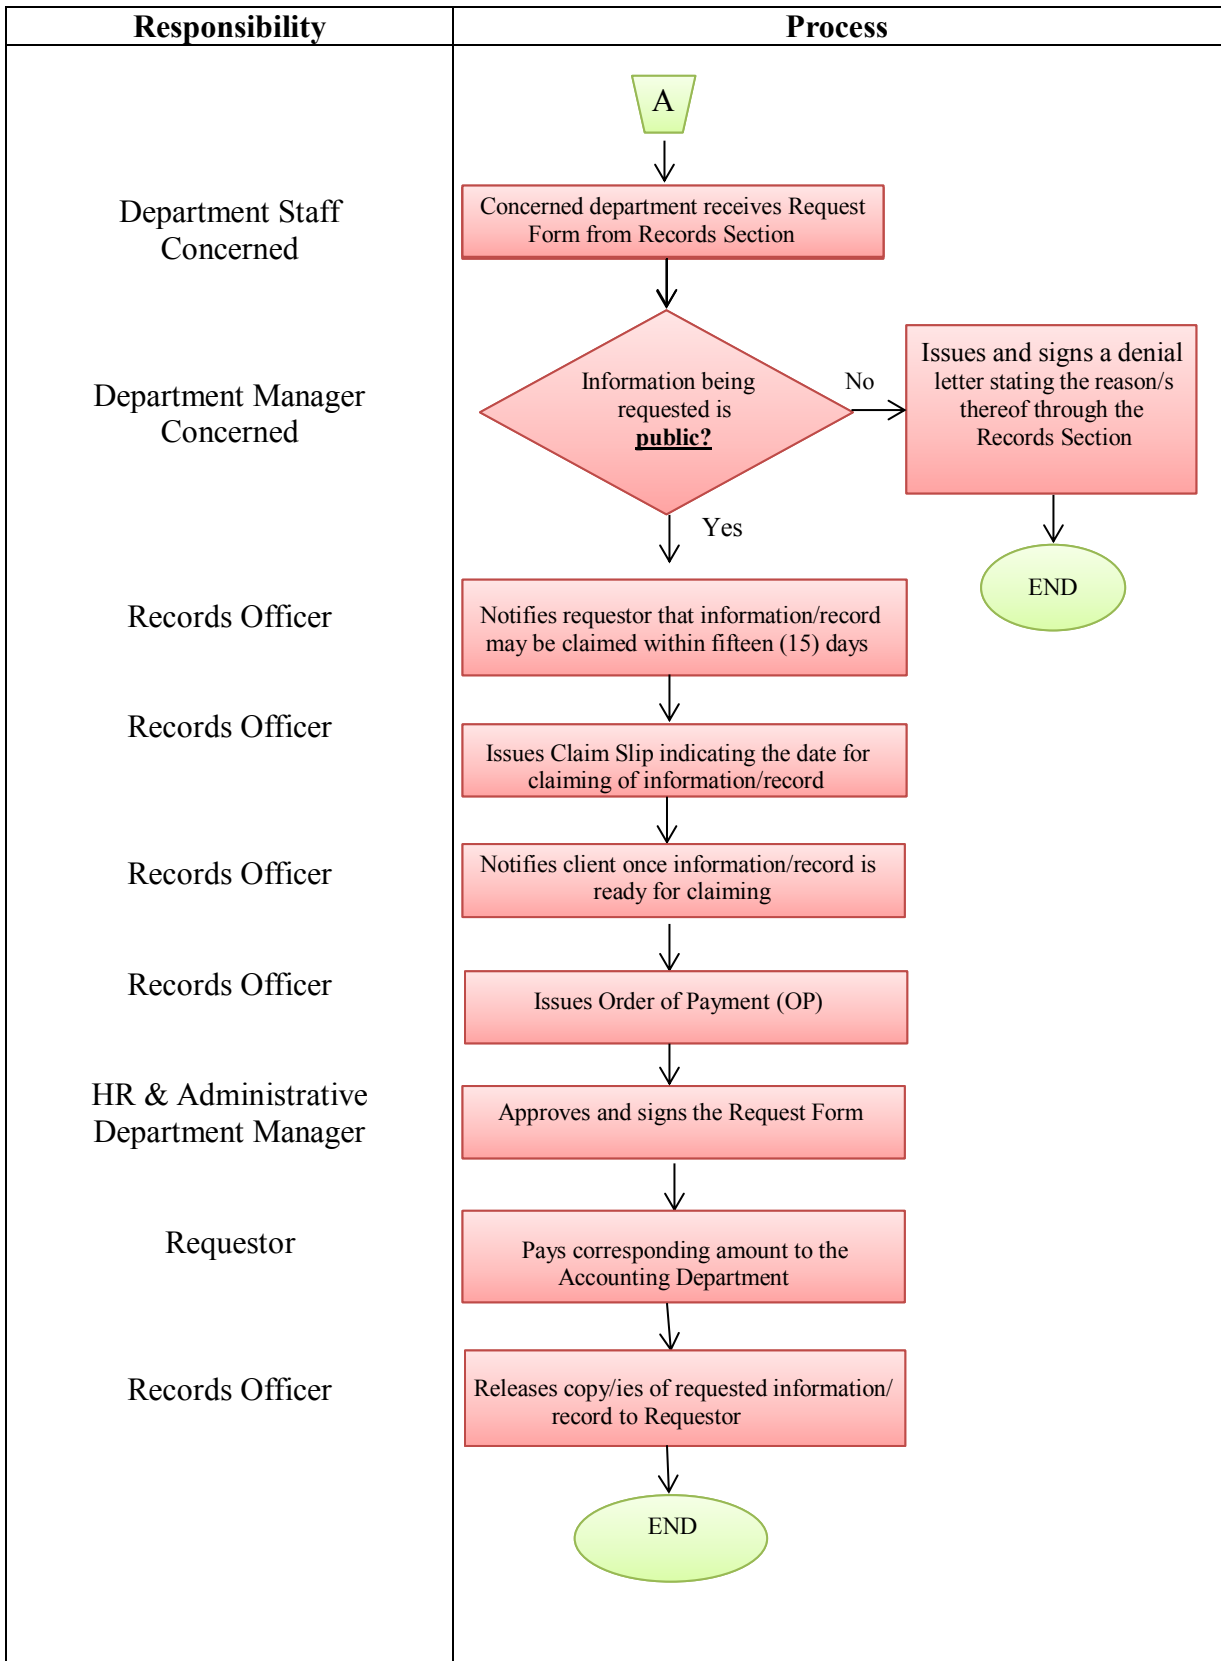 Responsibility
Process
A
Department Staff
Concerned
Concerned department receives Request
Form from Records Section
Department Manager
Concerned
Information being
requested is
public?
No
Issues and signs a denial
letter stating the reason/s
thereof through the
Records Section
Yes
END
Records Officer
Notifies requestor that information/record
may be claimed within fifteen (15) days
Records Officer
Issues Claim Slip indicating the date for
claiming of information/record
Records Officer
Notifies client once information/record is
ready for claiming
Records Officer
Issues Order of Payment (OP)
HR & Administrative
Department Manager
Approves and signs the Request Form
Requestor
Pays corresponding amount to the
Accounting Department
Records Officer
Releases copy/ies of requested information/
record to Requestor
END